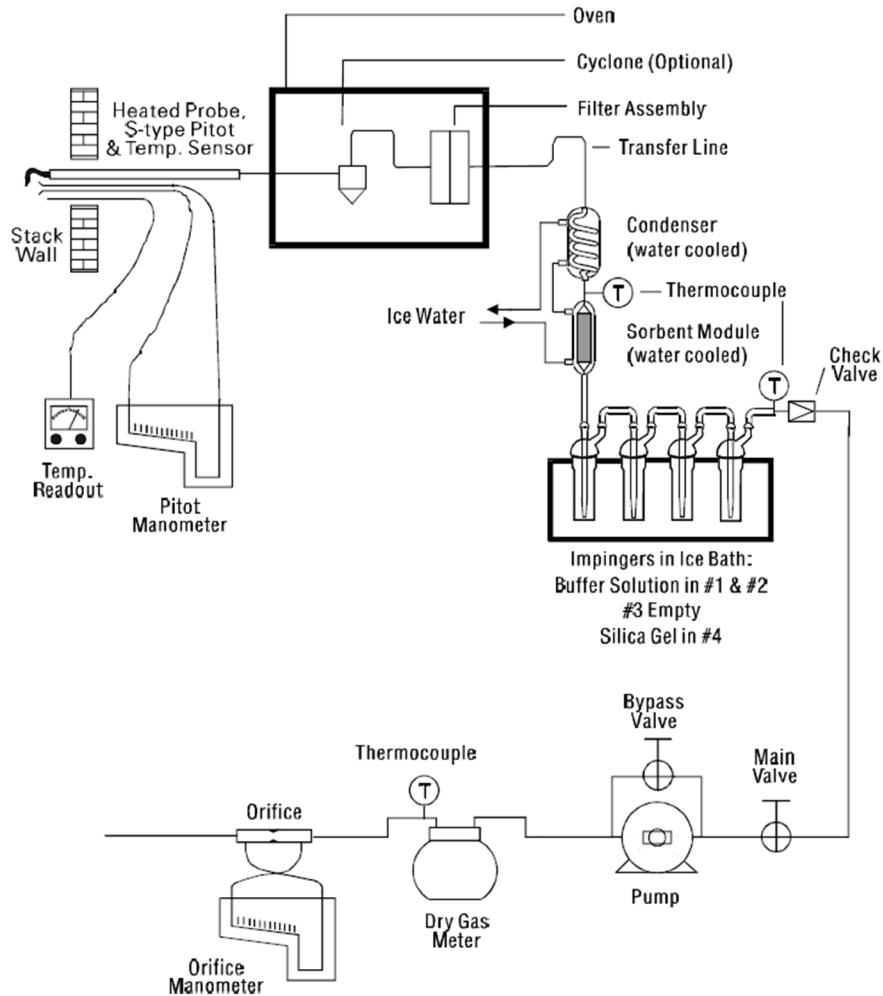 Oven
Cyclone (Optional)
Filter Assembly
Heated Probe,
S-type Pitot
& Temp. Sensor
Transfer Line
Stack
Wall
Condenser
(water cooled)
T
Thermocouple
Ice Water
Sorbent Module
(water cooled)
Check
Valve
T
Temp.
Readout
Pitot
Manometer
Impingers in Ice Bath:
Buffer Solution in #1 & #2
#3 Empty
Silica Gel in #4
Bypass
Valve
Main
Valve
Thermocouple
T
Orifice
Pump
Dry Gas
Meter
Orifice
Manometer